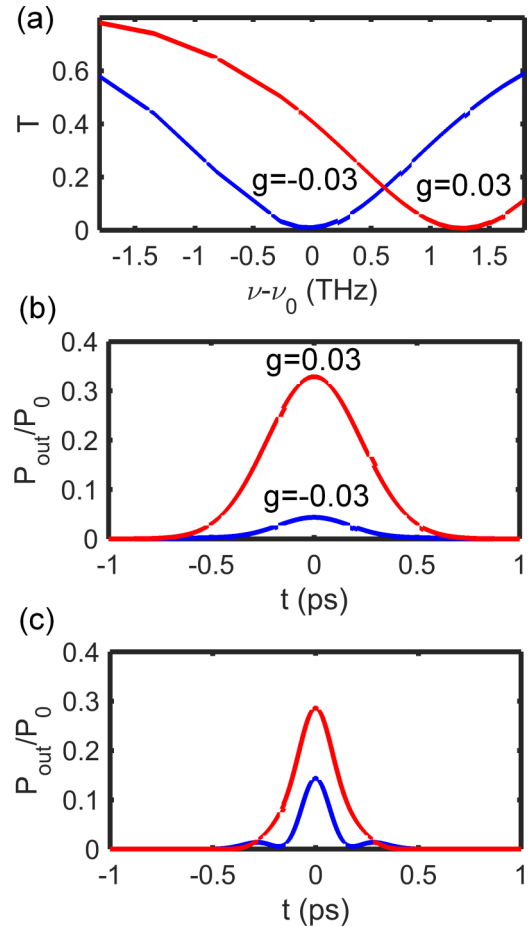 (a)
0.6
0.4
0.2
0
T
g=-0.03
g=0.03
-1.5 -1 -0.5 0 0.5 1 1.5
ν-ν₀ (THz)
(b)
0.4
0.3
0.2
0.1
0
P_out/P_0
g=0.03
g=-0.03
-1 -0.5 0 0.5 1
t (ps)
(c)
0.4
0.3
0.2
0.1
0
P_out/P_0
-1 -0.5 0 0.5 1
t (ps)